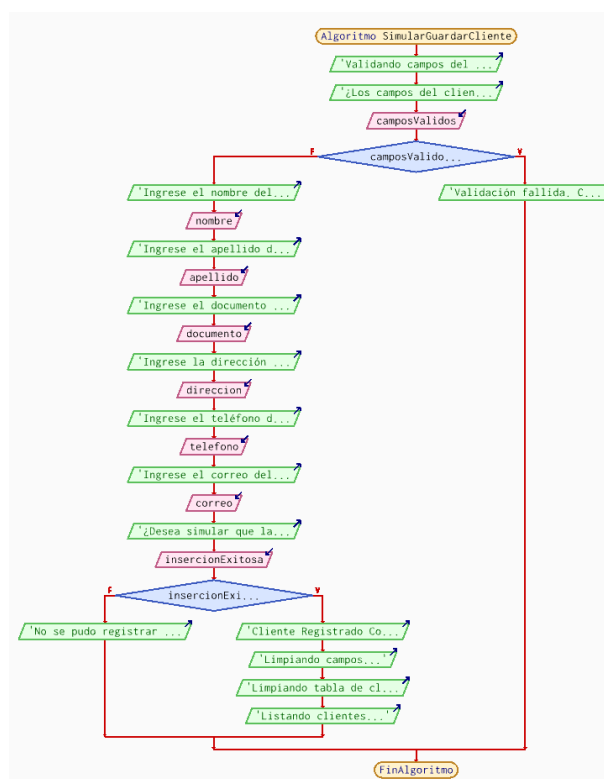 Algoritmo SimularGuardarCliente
'Validando campos del ...
'¿Los campos del clien...
camposValidos
camposValido...
F
V
'Ingrese el nombre del...
'Validación fallida. C...
nombre
'Ingrese el apellido d...
apellido
'Ingrese el documento ...
documento
'Ingrese la dirección ...
direccion
'Ingrese el teléfono d...
telefono
'Ingrese el correo del...
correo
'¿Desea simular que la...
insercionExitosa
insercionExi...
F
V
'No se pudo registrar ...
'Cliente Registrado Co...
'Limpiando campos...'
'Limpiando tabla de cl...
'Listando clientes...'
FinAlgoritmo